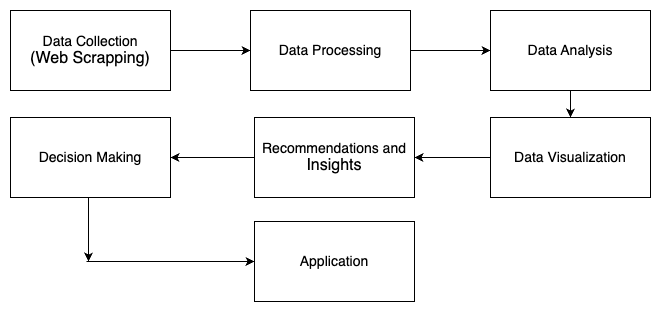 Data Collection
(Web Scrapping)
Data Processing
Data Analysis
Decision Making
Recommendations and
Insights
Data Visualization
Application